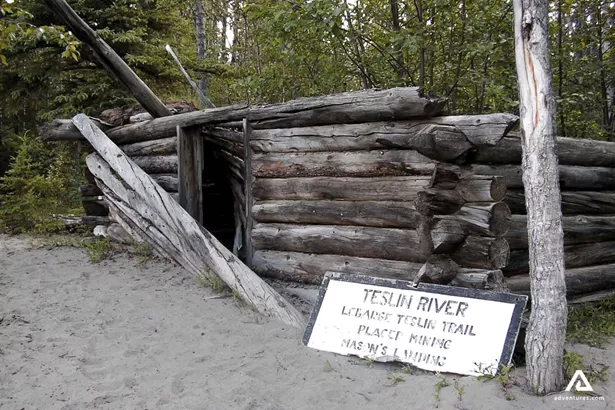 TESLIN RIVER
LEBARGE TESLIN TRAIL
PLACER MINING
MASON'S LANDING
adventures.com